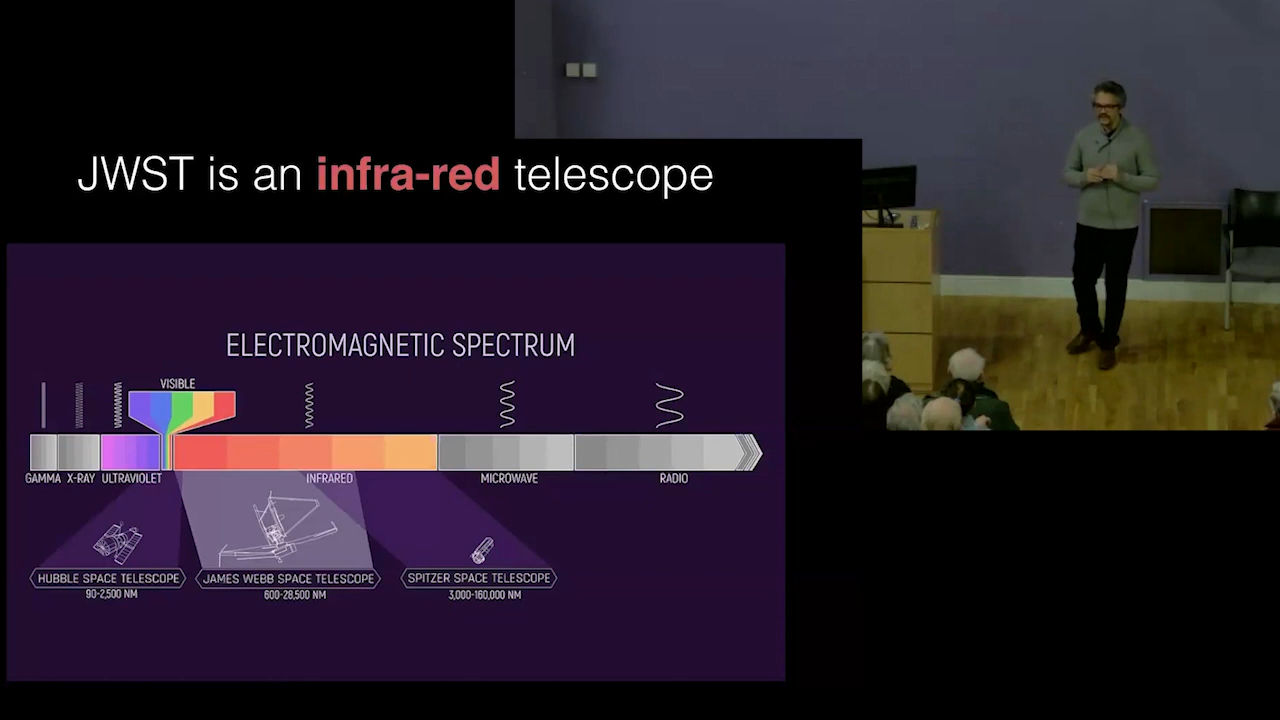 JWST is an infra-red telescope
ELECTROMAGNETIC SPECTRUM
VISIBLE
GAMMA X-RAY ULTRAVIOLET INFRARED MICROWAVE RADIO
HUBBLE SPACE TELESCOPE JAMES WEBB SPACE TELESCOPE SPITZER SPACE TELESCOPE
90-2,500 NM 600-28,500 NM 3,000-160,000 NM